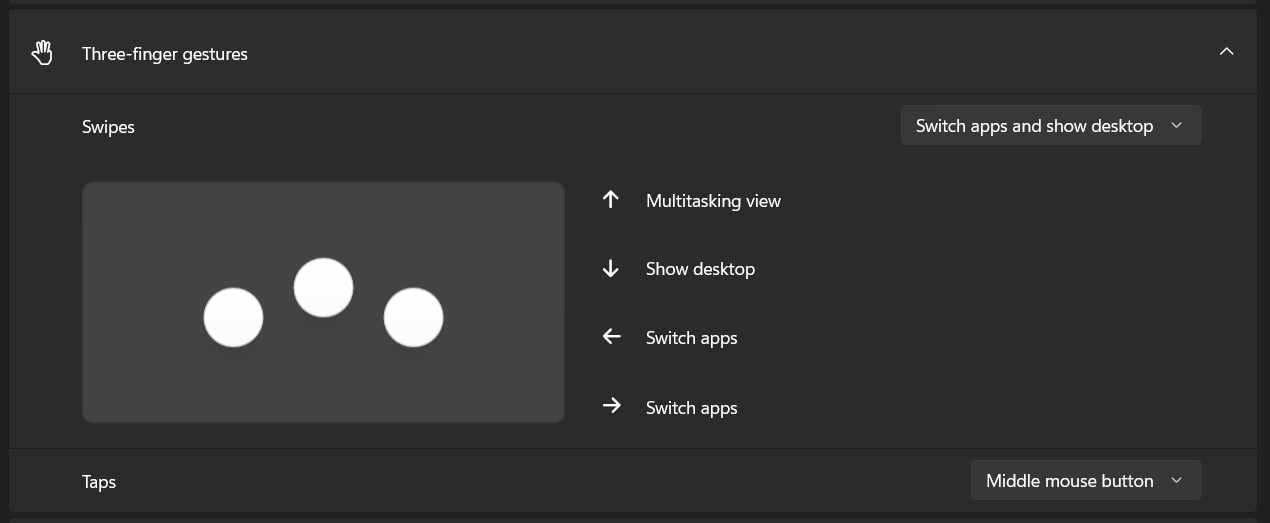 Three-finger gestures
Swipes
Switch apps and show desktop
Multitasking view
Show desktop
Switch apps
Switch apps
Taps
Middle mouse button